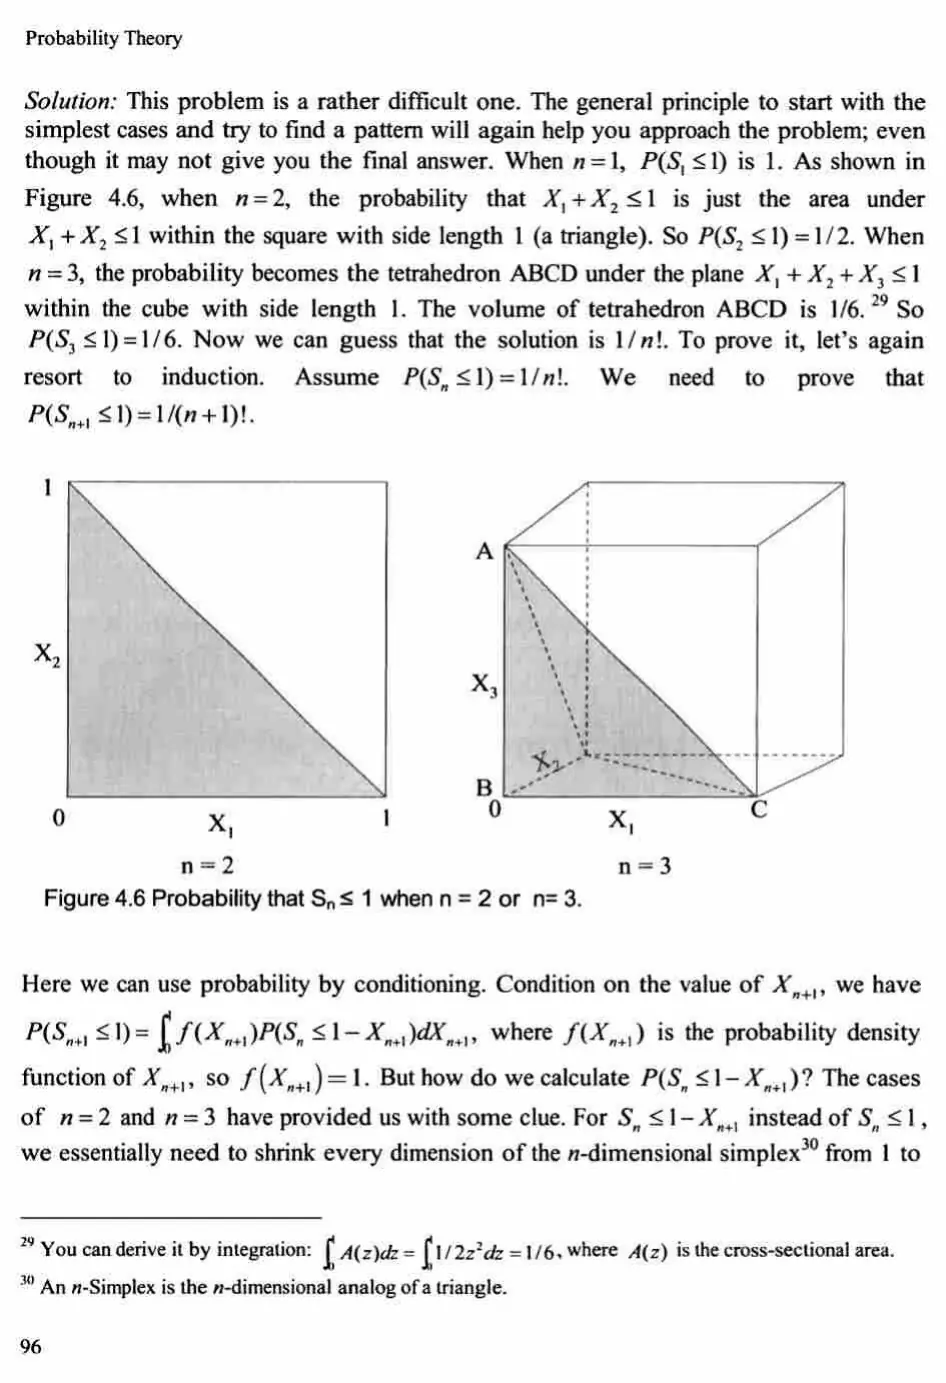 Probability Theory
Solution: This problem is a rather difficult one. The general principle to start with the
simplest cases and try to find a pattern will again help you approach the problem; even
though it may not give you the final answer. When n = 1, P(S₁ ≤ 1) is 1. As shown in
Figure 4.6, when n = 2, the probability that X₁ + X₂ ≤ 1 is just the area under
X₁ + X₂ ≤ 1 within the square with side length 1 (a triangle). So P(S₂ ≤ 1) = 1/2. When
n = 3, the probability becomes the tetrahedron ABCD under the plane X₁ + X₂ + X₃ ≤ 1
within the cube with side length 1. The volume of tetrahedron ABCD is 1/6.²⁹ So
P(S₃ ≤ 1) = 1/6. Now we can guess that the solution is 1/n!. To prove it, let's again
resort to induction. Assume P(Sₙ ≤ 1) = 1/n!. We need to prove that
P(Sₙ₊₁ ≤ 1) = 1/(n + 1)!.
1
X₂
0
X₁
1
n = 2
A
X₃
X₂
B
0
X₁
C
n = 3
Figure 4.6 Probability that Sₙ ≤ 1 when n = 2 or n= 3.
Here we can use probability by conditioning. Condition on the value of Xₙ₊₁, we have
P(Sₙ₊₁ ≤ 1) = ∫₀¹ f(Xₙ₊₁)P(Sₙ ≤ 1 − Xₙ₊₁)dXₙ₊₁, where f(Xₙ₊₁) is the probability density
function of Xₙ₊₁, so f(Xₙ₊₁) = 1. But how do we calculate P(Sₙ ≤ 1 − Xₙ₊₁)? The cases
of n = 2 and n = 3 have provided us with some clue. For Sₙ ≤ 1 − Xₙ₊₁ instead of Sₙ ≤ 1,
we essentially need to shrink every dimension of the n-dimensional simplex³⁰ from 1 to
²⁹ You can derive it by integration: ∫₀¹ A(z)dz = ∫₀¹ 1/2z²dz = 1/6, where A(z) is the cross-sectional area.
³⁰ An n-Simplex is the n-dimensional analog of a triangle.
96